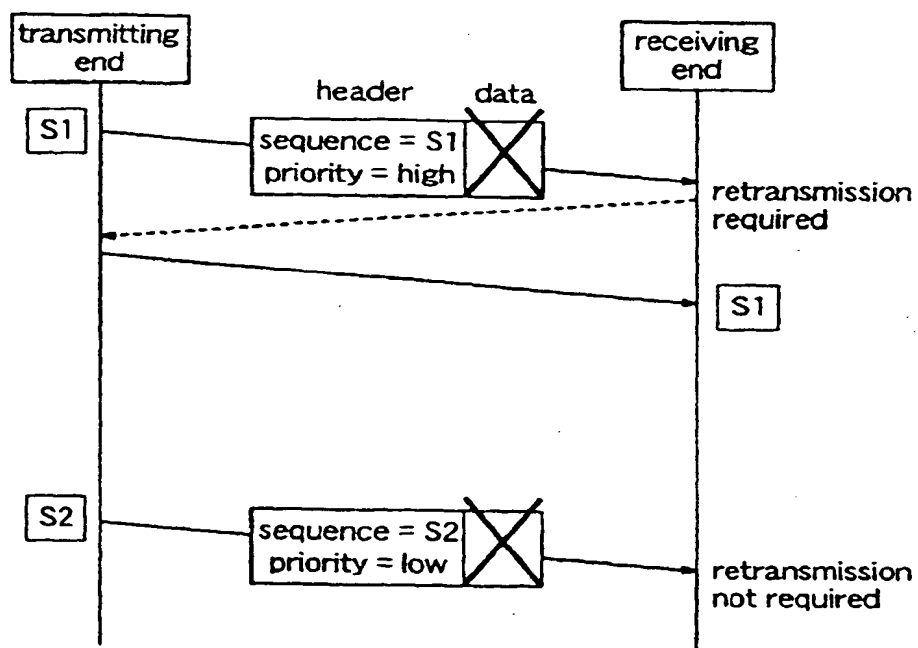 transmitting
end
receiving
end
header
data
S1
sequence = S1
priority = high
retransmission
required
S1
S2
sequence = S2
priority = low
retransmission
not required